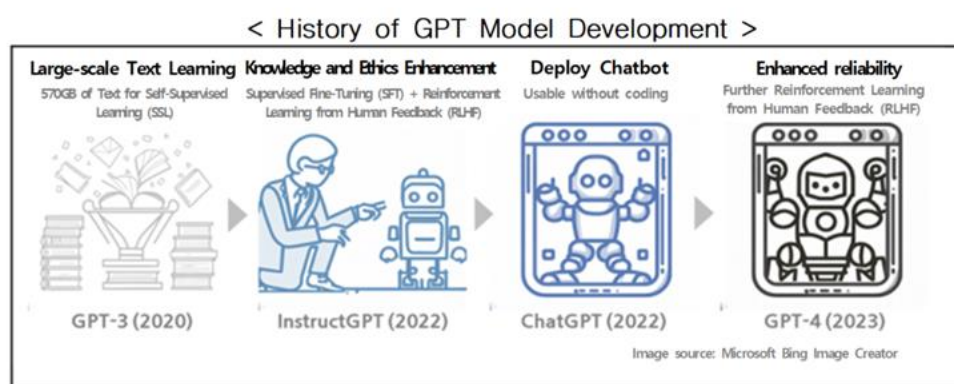 < History of GPT Model Development >
Large-scale Text Learning
570GB of Text for Self-Supervised
Learning (SSL)
GPT-3 (2020)
Knowledge and Ethics Enhancement
Supervised Fine-Tuning (SFT) + Reinforcement
Learning from Human Feedback (RLHF)
InstructGPT (2022)
Deploy Chatbot
Usable without coding
ChatGPT (2022)
Enhanced reliability
Further Reinforcement Learning
from Human Feedback (RLHF)
GPT-4 (2023)
Image source: Microsoft Bing Image Creator